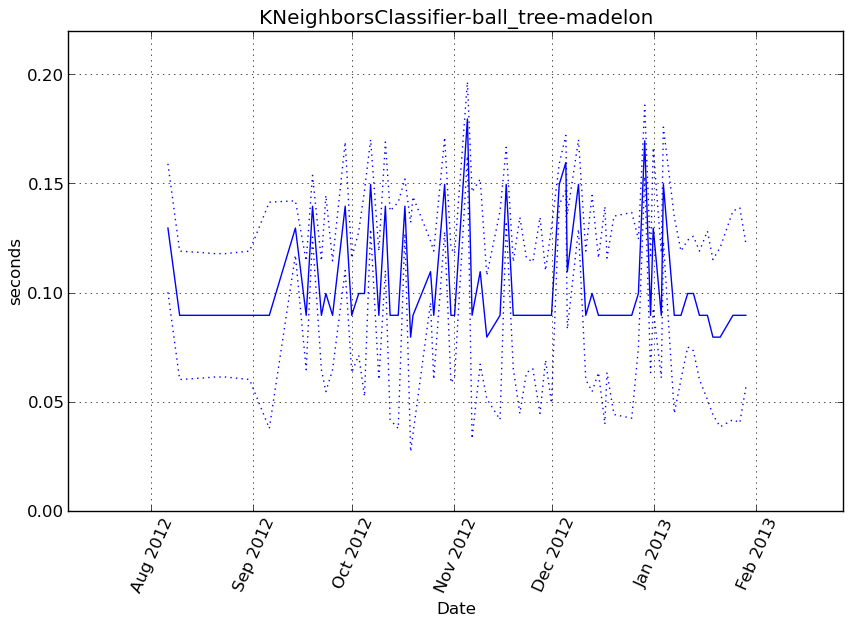 KNeighborsClassifier-ball_tree-madelon
0.20
0.15
0.10
0.05
0.00
seconds
Aug 2012
Sep 2012
Oct 2012
Nov 2012
Dec 2012
Jan 2013
Feb 2013
Date